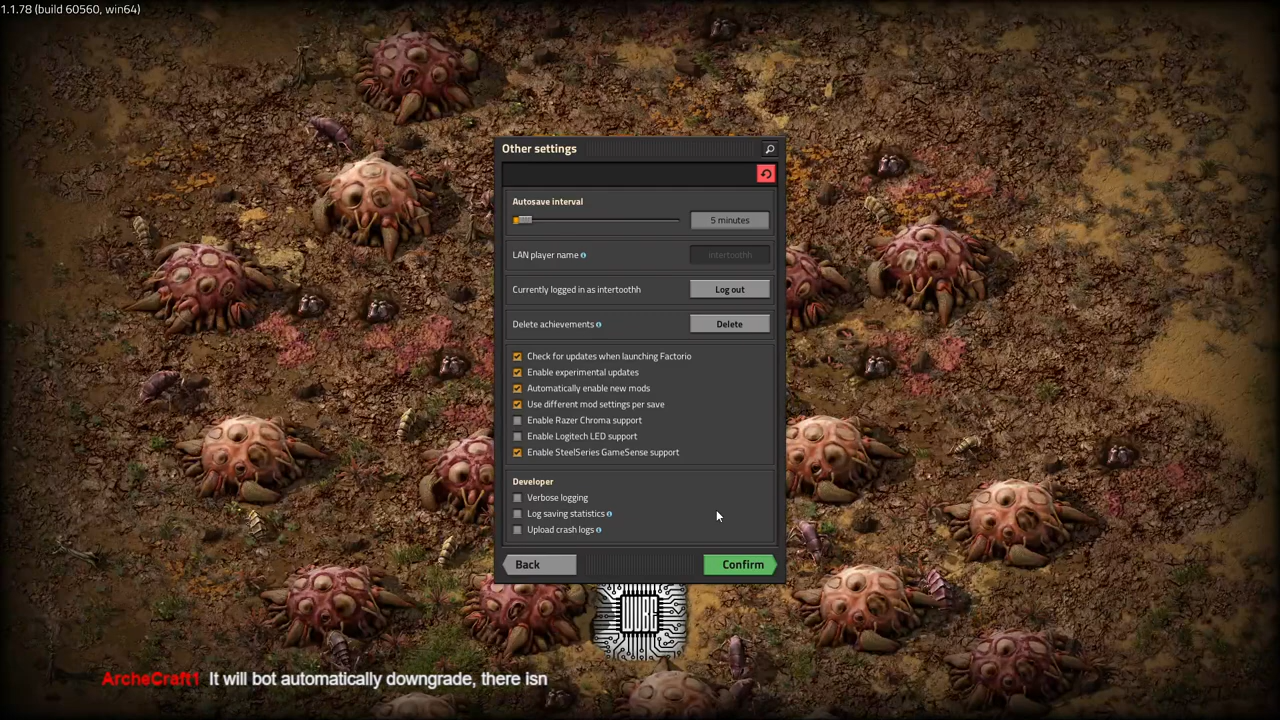 1.1.78 (build 60560, win64)
Other settings
Autosave interval
5 minutes
LAN player name
intertoothh
Currently logged in as intertoothh
Log out
Delete achievements
Delete
Check for updates when launching Factorio
Enable experimental updates
Automatically enable new mods
Use different mod settings per save
Enable Razer Chroma support
Enable Logitech LED support
Enable SteelSeries GameSense support
Developer
Verbose logging
Log saving statistics
Upload crash logs
Back
Confirm
ArcheCraft1 It will bot automatically downgrade, there isn